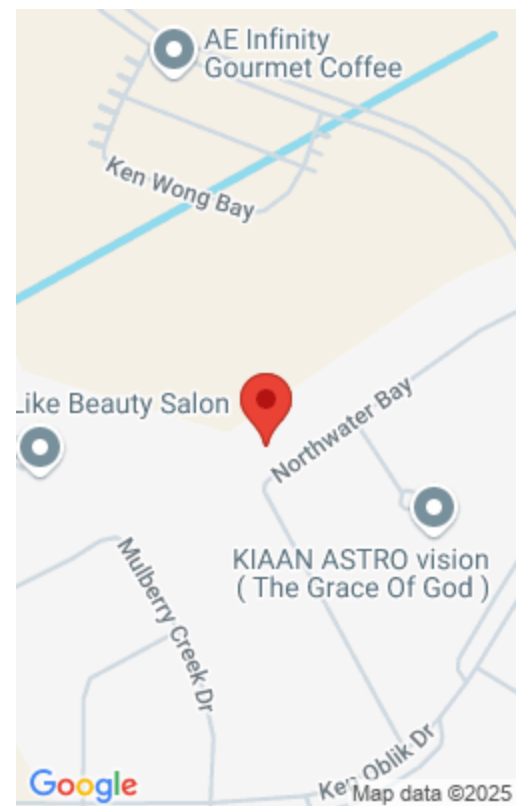 AE Infinity
Gourmet Coffee
Ken Wong Bay
Like Beauty Salon
Northwater Bay
KIAAN ASTRO vision
( The Grace Of God )
Mulberry Creek Dr
Ken Oblik Dr
Google
Map data ©2025